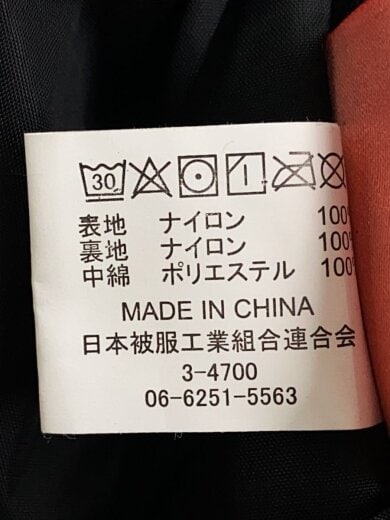 30
表地 ナイロン 100%
裏地 ナイロン 100%
中綿 ポリエステル 100%
MADE IN CHINA
日本被服工業組合連合会
3-4700
06-6251-5563